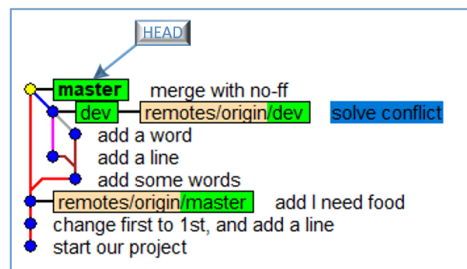 HEAD
master merge with no-ff
dev remotes/origin/dev solve conflict
add a word
add a line
add some words
remotes/origin/master add I need food
change first to 1st, and add a line
start our project